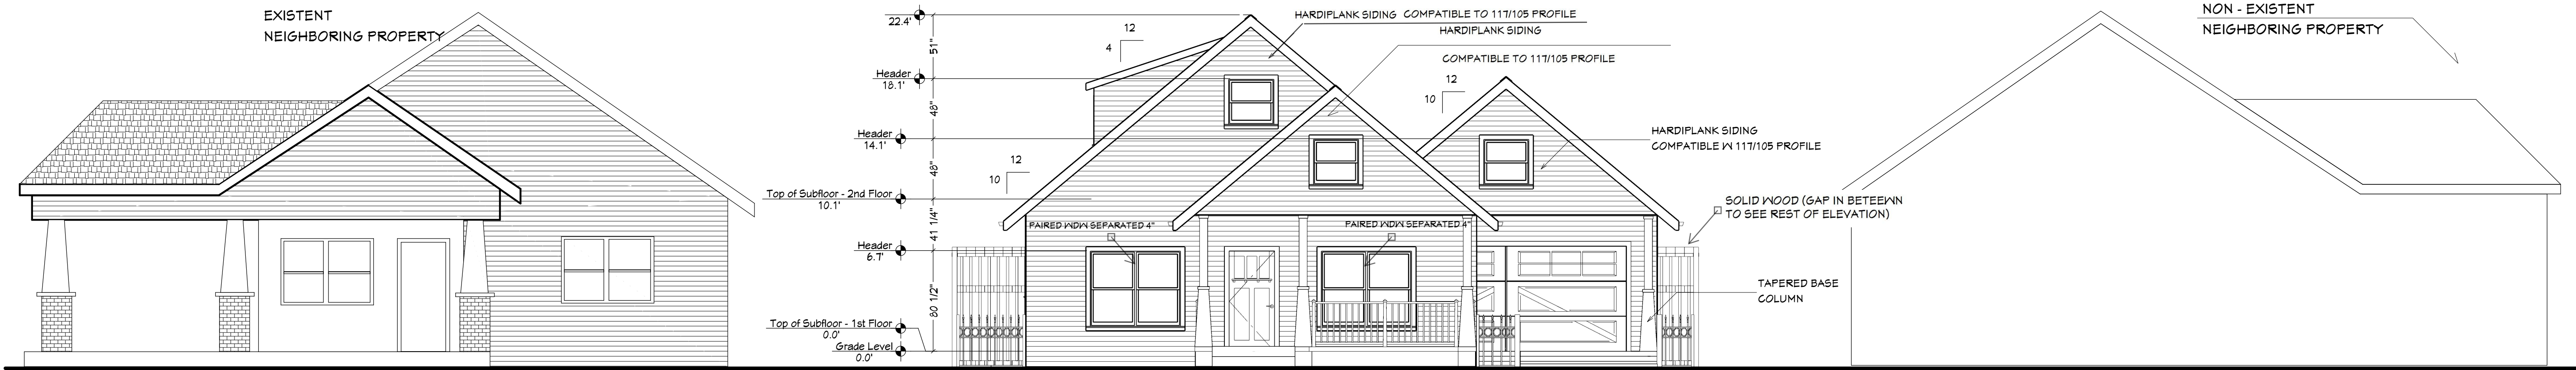 EXISTENT
NEIGHBORING PROPERTY
22.4'
51"
Header
18.1'
48"
Header
14.1'
48"
Top of Subfloor - 2nd Floor
10.1'
41 1/4"
Header
6.7'
80 1/2"
Top of Subfloor - 1st Floor
0.0'
Grade Level
0.0'
12
4
12
10
12
10
HARDIPLANK SIDING COMPATIBLE TO 117/105 PROFILE
HARDIPLANK SIDING
COMPATIBLE TO 117/105 PROFILE
HARDIPLANK SIDING
COMPATIBLE W 117/105 PROFILE
PAIRED WDW SEPARATED 4"
PAIRED WDW SEPARATED 4"
SOLID WOOD (GAP IN BETEEWN
TO SEE REST OF ELEVATION)
TAPERED BASE
COLUMN
NON - EXISTENT
NEIGHBORING PROPERTY